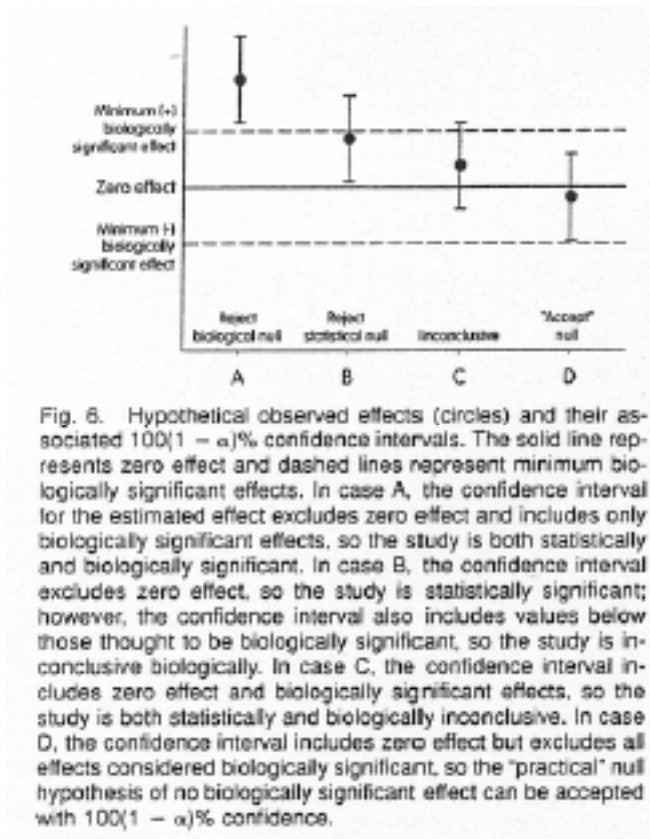 Minimum (+)
biologically
significant effect
Zero effect
Minimum (-)
biologically
significant effect
Reject
biological null
Reject
statistical null
Inconclusive
"Accept"
null
A
B
C
D
Fig. 6. Hypothetical observed effects (circles) and their as-
sociated 100(1 − α)% confidence intervals. The solid line rep-
resents zero effect and dashed lines represent minimum bio-
logically significant effects. In case A, the confidence interval
for the estimated effect excludes zero effect and includes only
biologically significant effects, so the study is both statistically
and biologically significant. In case B, the confidence interval
excludes zero effect, so the study is statistically significant;
however, the confidence interval also includes values below
those thought to be biologically significant, so the study is in-
conclusive biologically. In case C, the confidence interval in-
cludes zero effect and biologically significant effects, so the
study is both statistically and biologically inconclusive. In case
D, the confidence interval includes zero effect but excludes all
effects considered biologically significant, so the "practical" null
hypothesis of no biologically significant effect can be accepted
with 100(1 − α)% confidence.